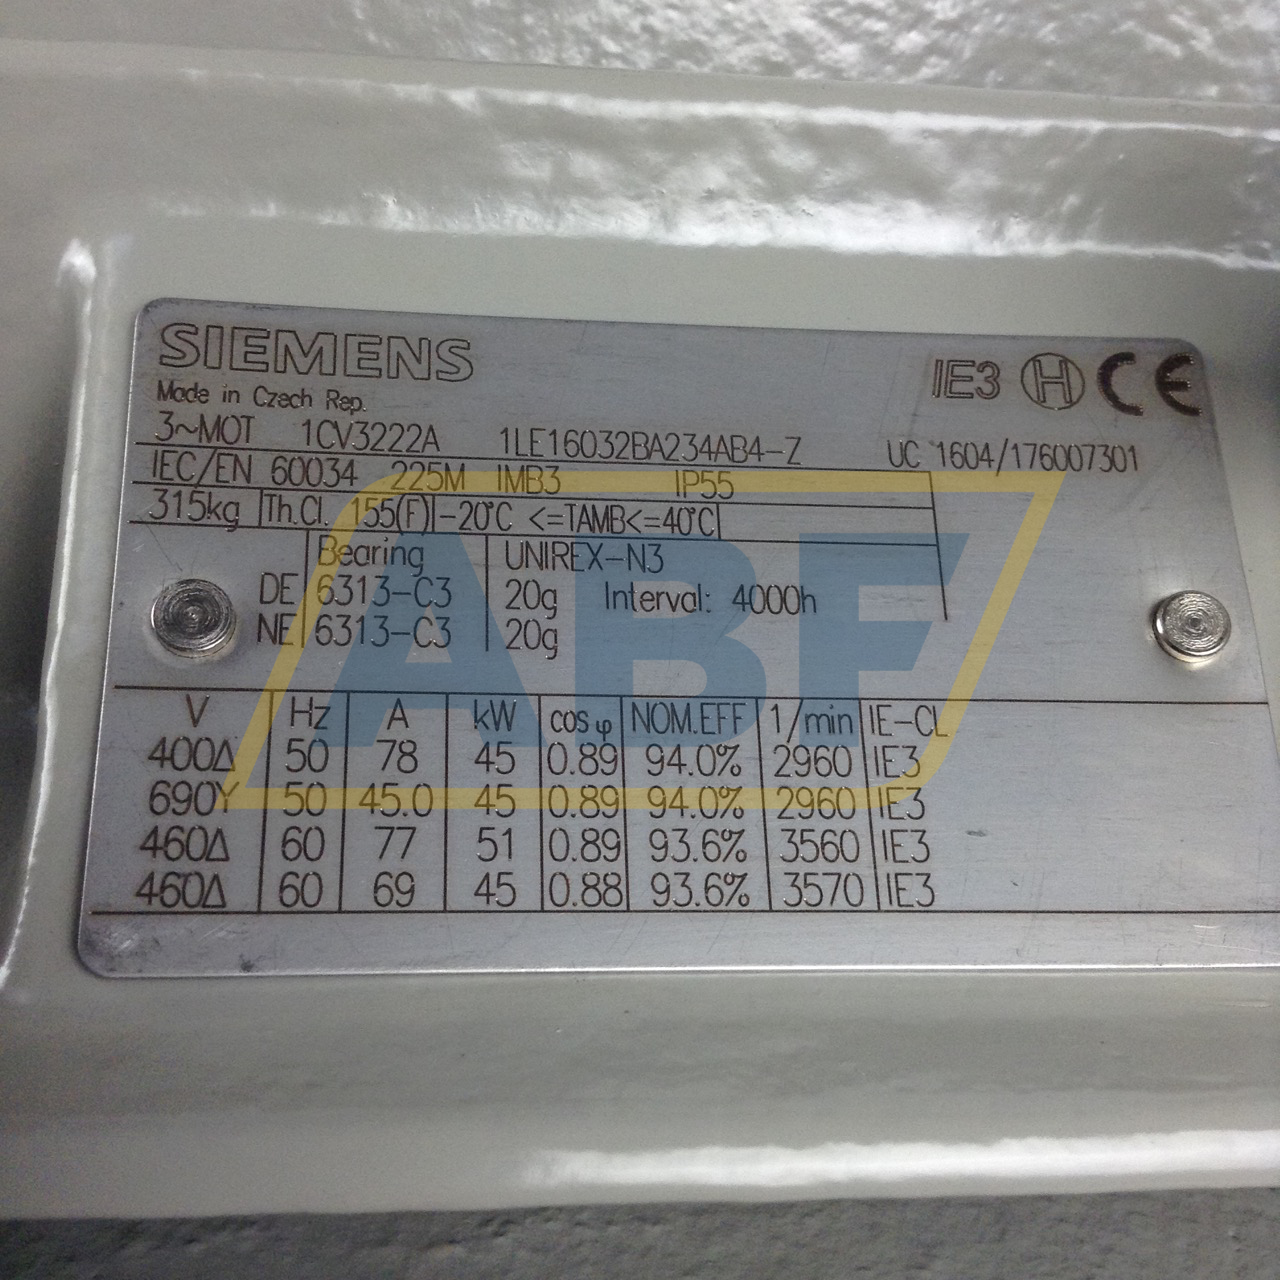 SIEMENS
IE3 H CE
Made in Czech Rep.
3~MOT 1CV3222A 1LE16032BA234AB4-Z UC 1604/176007301
IEC/EN 60034 225M IMB3 IP55
315kg Th.Cl. 155(F) -20°C <=TAMB<=40°C
Bearing UNIREX-N3
DE 6313-C3 20g Interval: 4000h
NE 6313-C3 20g
V Hz A kW cos φ NOM.EFF 1/min IE-CL
400Δ 50 78 45 0.89 94.0% 2960 IE3
690Y 50 45.0 45 0.89 94.0% 2960 IE3
460Δ 60 77 51 0.89 93.6% 3560 IE3
460Δ 60 69 45 0.88 93.6% 3570 IE3
ABF